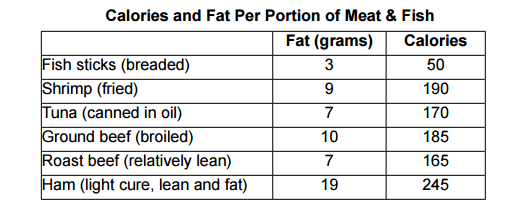 Calories and Fat Per Portion of Meat & Fish
Fat (grams) Calories
Fish sticks (breaded) 3 50
Shrimp (fried) 9 190
Tuna (canned in oil) 7 170
Ground beef (broiled) 10 185
Roast beef (relatively lean) 7 165
Ham (light cure, lean and fat) 19 245